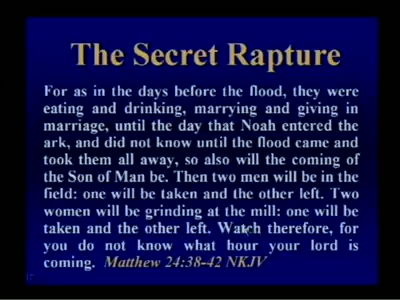 The Secret Rapture
For as in the days before the flood, they were
eating and drinking, marrying and giving in
marriage, until the day that Noah entered the
ark, and did not know until the flood came and
took them all away, so also will the coming of
the Son of Man be. Then two men will be in the
field: one will be taken and the other left. Two
women will be grinding at the mill: one will be
taken and the other left. Watch therefore, for
you do not know what hour your lord is
coming. Matthew 24:38-42 NKJV